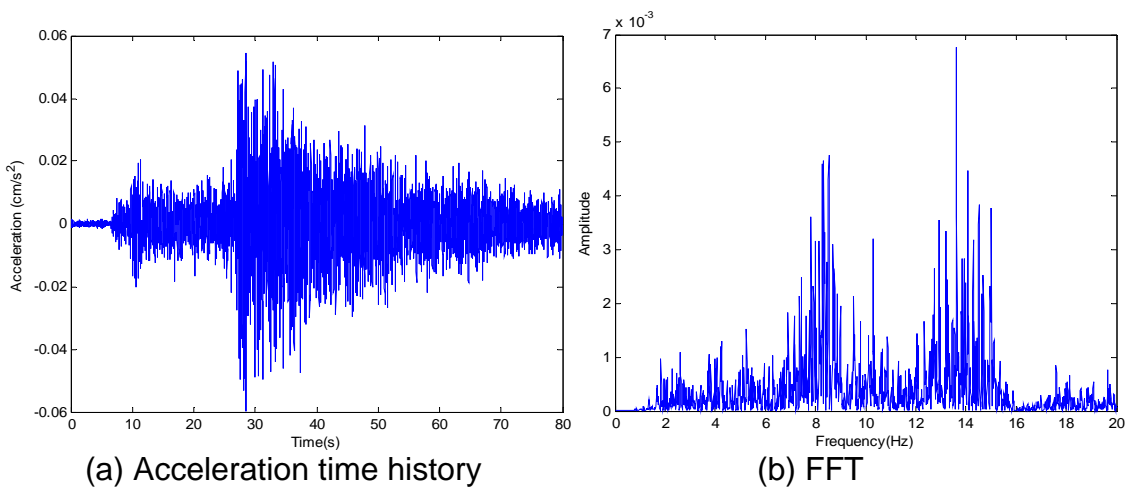 0.06
0.04
0.02
0
-0.02
-0.04
-0.06
Acceleration (cm/s²)
0 10 20 30 40 50 60 70 80
Time(s)
(a) Acceleration time history
7 x 10⁻³
6
5
4
3
2
1
0
Amplitude
0 2 4 6 8 10 12 14 16 18 20
Frequency(Hz)
(b) FFT